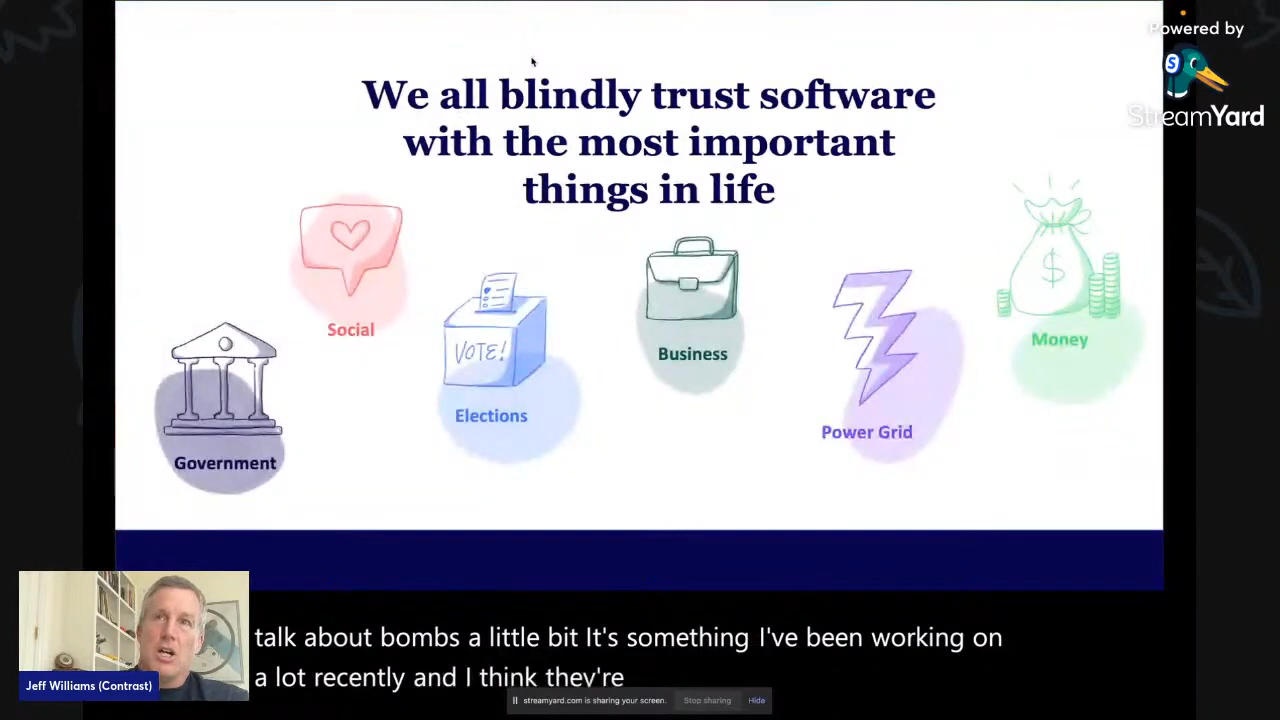 Powered by
StreamYard
We all blindly trust software
with the most important
things in life
Social
VOTE!
Elections
Government
Business
$
Power Grid
Money
talk about bombs a little bit It's something I've been working on
a lot recently and I think they're
Jeff Williams (Contrast)
streamyard.com is sharing your screen.
Stop sharing
Hide